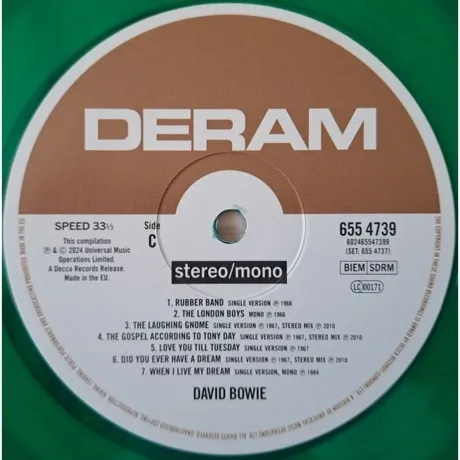 DERAM
SPEED 33⅓
Side
C
655 4739
602465547399
(SET: 655 4737)
This compilation
℗ & © 2024 Universal Music
Operations Limited.
A Decca Records Release.
Made in the EU.
BIEM SDRM
LC 00171
stereo/mono
1. RUBBER BAND SINGLE VERSION ℗ 1966
2. THE LONDON BOYS MONO ℗ 1966
3. THE LAUGHING GNOME SINGLE VERSION ℗ 1967, STEREO MIX ℗ 2010
4. THE GOSPEL ACCORDING TO TONY DAY SINGLE VERSION ℗ 1967, STEREO MIX ℗ 2010
5. LOVE YOU TILL TUESDAY SINGLE VERSION ℗ 1967
6. DID YOU EVER HAVE A DREAM SINGLE VERSION ℗ 1967, STEREO MIX ℗ 2010
7. WHEN I LIVE MY DREAM SINGLE VERSION, MONO ℗ 1984
DAVID BOWIE